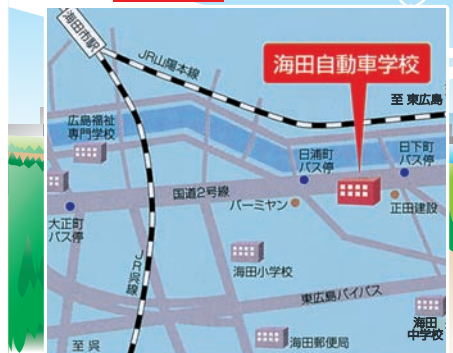 海田市駅
JR山陽本線
海田自動車学校
至 東広島
広島福祉
専門学校
日浦町
バス停
日下町
バス停
国道2号線
バーミヤン
正田建設
大正町
バス停
JR呉線
海田小学校
東広島バイパス
海田
中学校
至 呉
海田郵便局